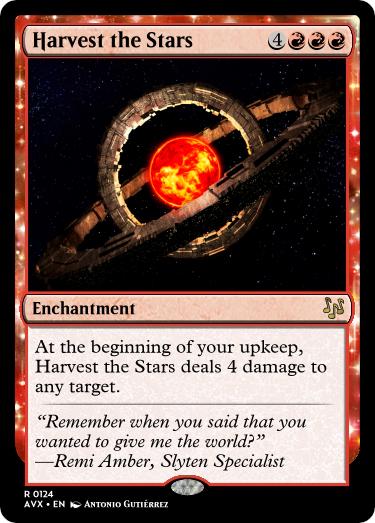 Harvest the Stars 4
Enchantment
At the beginning of your upkeep,
Harvest the Stars deals 4 damage to
any target.
“Remember when you said that you
wanted to give me the world?”
—Remi Amber, Slyten Specialist
R 0124
AVX • EN Antonio Gutiérrez